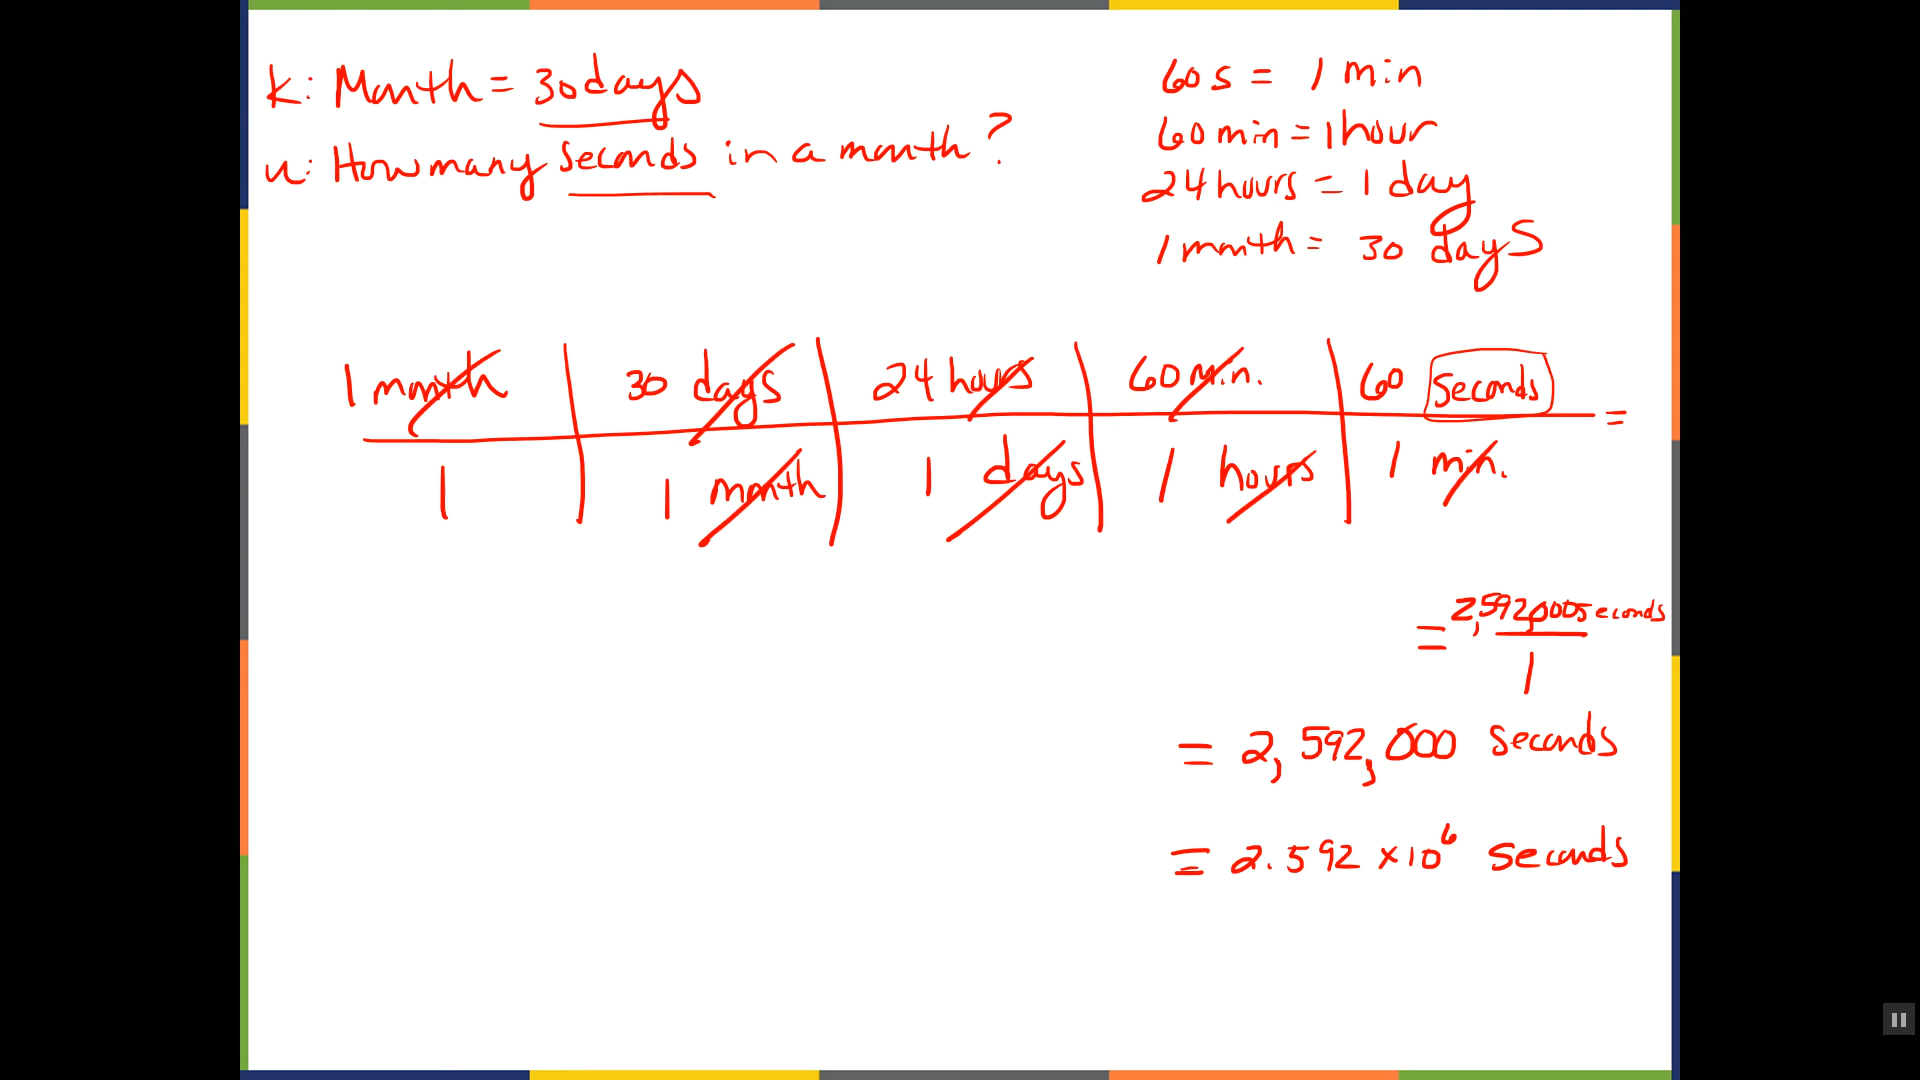 K: Month = 30 days
u: How many seconds in a month?
60 s = 1 min
60 min = 1 hour
24 hours = 1 day
1 month = 30 days
1 month | 30 days | 24 hours | 60 min. | 60 seconds =
1 | 1 month | 1 days | 1 hours | 1 min.
= 2,592,000 seconds
1
= 2,592,000 seconds
= 2.592 × 10⁶ seconds